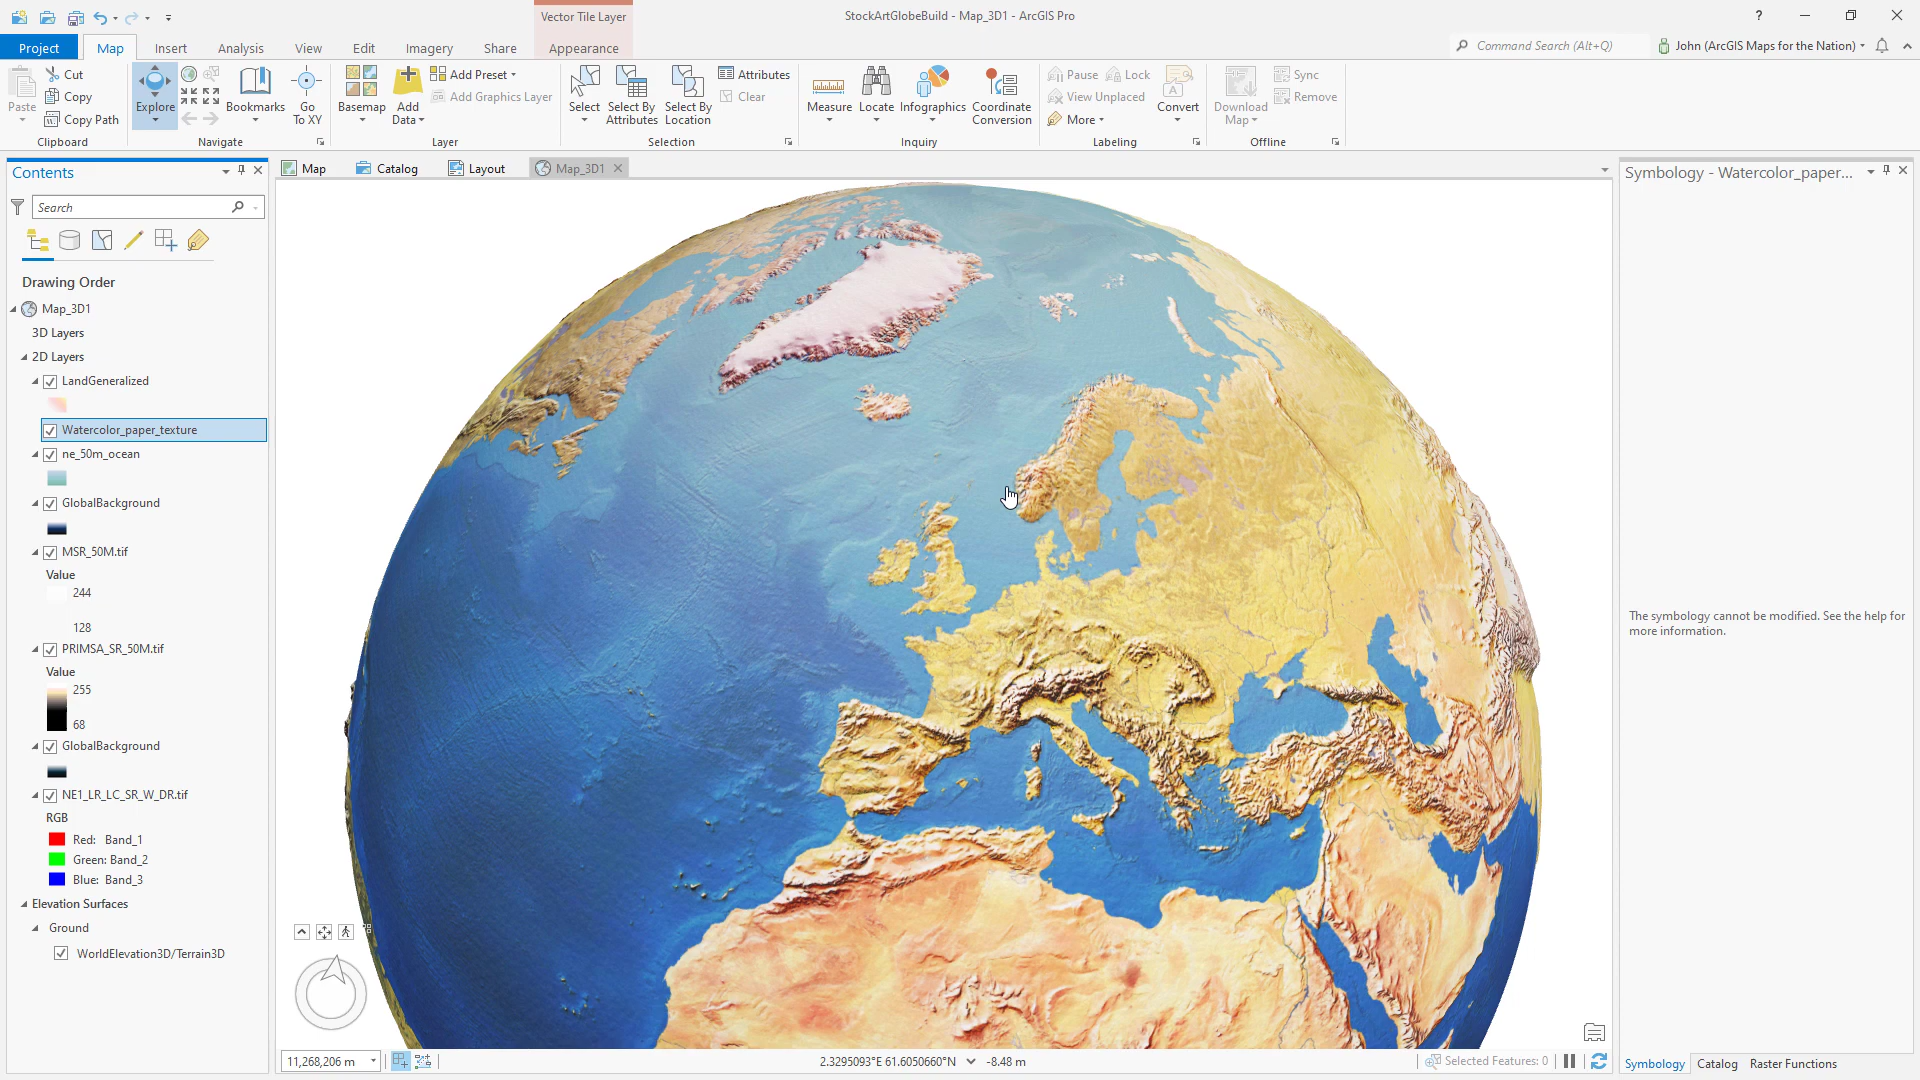 Vector Tile Layer
StockArtGlobeBuild - Map_3D1 - ArcGIS Pro
?
Project
Map
Insert
Analysis
View
Edit
Imagery
Share
Appearance
Command Search (Alt+Q)
John (ArcGIS Maps for the Nation)
Paste
Cut
Copy
Copy Path
Clipboard
Explore
Bookmarks
Go
To XY
Navigate
Basemap
Add
Data
Add Preset
Add Graphics Layer
Layer
Select
Select By
Attributes
Select By
Location
Attributes
Clear
Selection
Measure
Locate
Infographics
Coordinate
Conversion
Inquiry
Pause
Lock
View Unplaced
More
Convert
Labeling
Download
Map
Sync
Remove
Offline
Contents
Search
Drawing Order
Map_3D1
3D Layers
2D Layers
LandGeneralized
Watercolor_paper_texture
ne_50m_ocean
GlobalBackground
MSR_50M.tif
Value
244
128
PRIMSA_SR_50M.tif
Value
255
68
GlobalBackground
NE1_LR_LC_SR_W_DR.tif
RGB
Red: Band_1
Green: Band_2
Blue: Band_3
Elevation Surfaces
Ground
WorldElevation3D/Terrain3D
Map
Catalog
Layout
Map_3D1
11,268,206 m
2.3295093°E 61.6050660°N
-8.48 m
Selected Features: 0
Symbology - Watercolor_paper...
The symbology cannot be modified. See the help for
more information.
Symbology
Catalog
Raster Functions